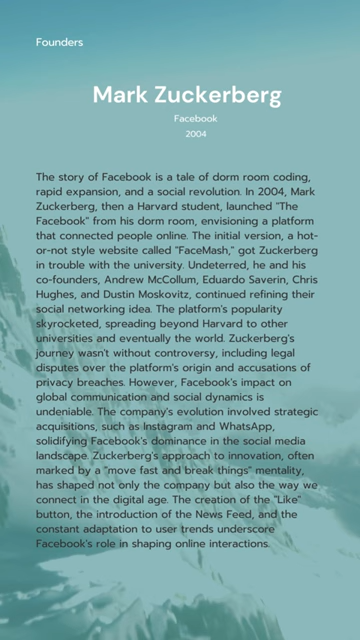 Founders
Mark Zuckerberg
Facebook
2004
The story of Facebook is a tale of dorm room coding,
rapid expansion, and a social revolution. In 2004, Mark
Zuckerberg, then a Harvard student, launched "The
Facebook" from his dorm room, envisioning a platform
that connected people online. The initial version, a hot-
or-not style website called "FaceMash," got Zuckerberg
in trouble with the university. Undeterred, he and his
co-founders, Andrew McCollum, Eduardo Saverin, Chris
Hughes, and Dustin Moskovitz, continued refining their
social networking idea. The platform's popularity
skyrocketed, spreading beyond Harvard to other
universities and eventually the world. Zuckerberg's
journey wasn't without controversy, including legal
disputes over the platform's origin and accusations of
privacy breaches. However, Facebook's impact on
global communication and social dynamics is
undeniable. The company's evolution involved strategic
acquisitions, such as Instagram and WhatsApp,
solidifying Facebook's dominance in the social media
landscape. Zuckerberg's approach to innovation, often
marked by a "move fast and break things" mentality,
has shaped not only the company but also the way we
connect in the digital age. The creation of the "Like"
button, the introduction of the News Feed, and the
constant adaptation to user trends underscore
Facebook's role in shaping online interactions.